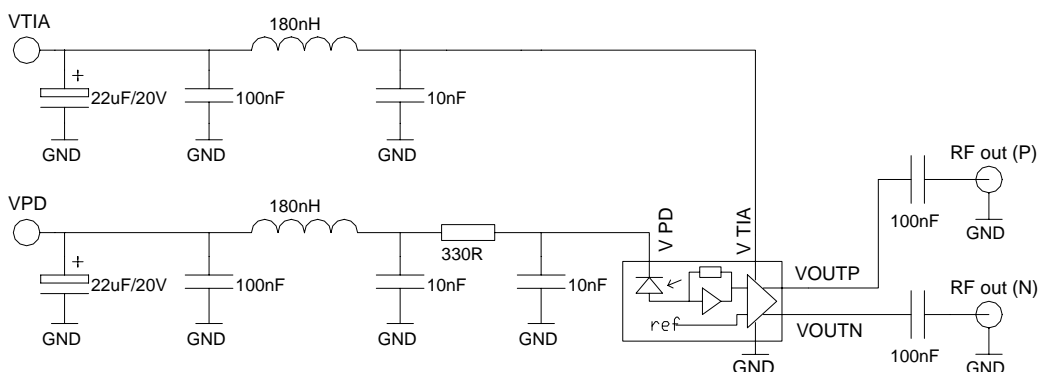 VTIA
180nH
+
22uF/20V
100nF
10nF
GND
GND
GND
RF out (P)
VPD
180nH
330R
V PD
V TIA
100nF
GND
+
22uF/20V
100nF
10nF
10nF
VOUTP
RF out (N)
ref
VOUTN
GND
GND
GND
GND
GND
100nF
GND